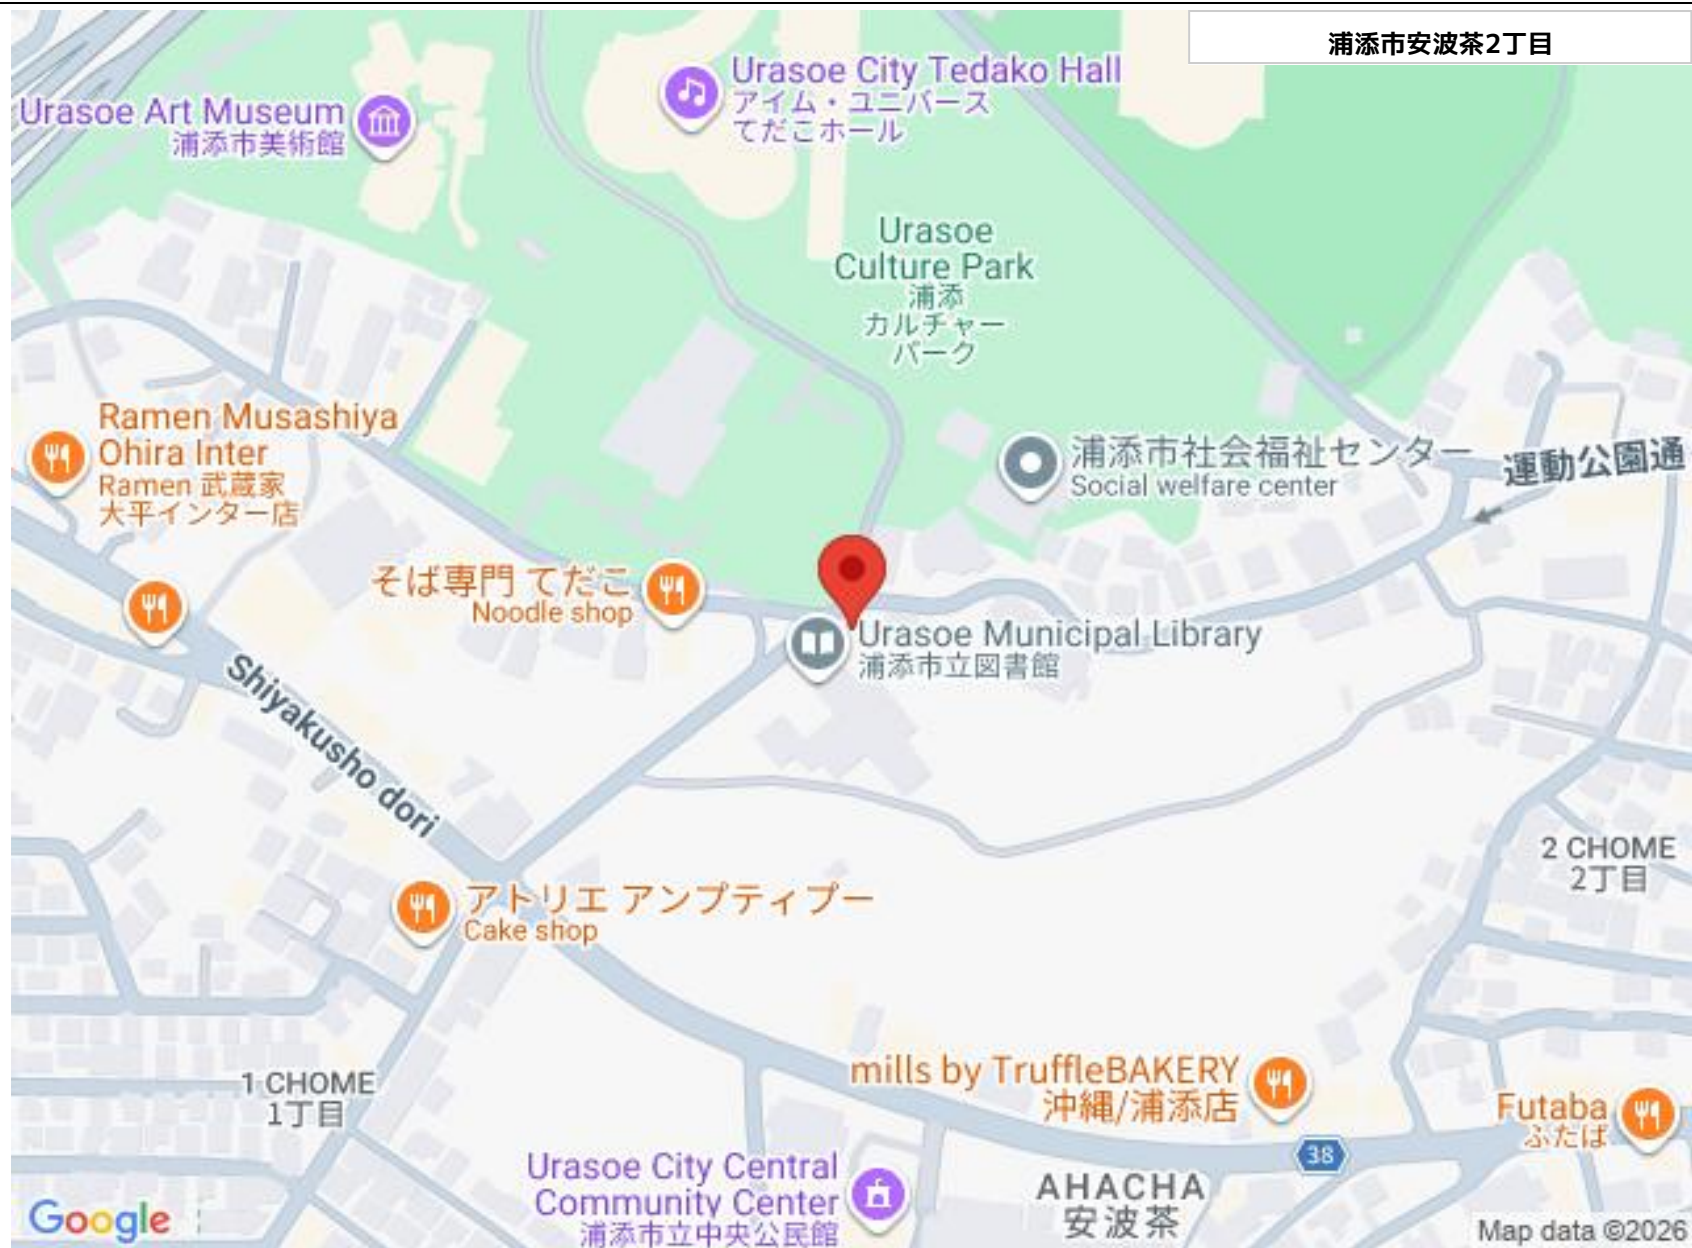 浦添市安波茶2丁目
Urasoe City Tedako Hall
アイム・ユニバース
てだこホール
Urasoe Art Museum
浦添市美術館
Urasoe
Culture Park
浦添
カルチャー
パーク
Ramen Musashiya
Ohira Inter
Ramen 武蔵家
大平インター店
浦添市社会福祉センター
Social welfare center
運動公園通
そば専門 てだこ
Noodle shop
Urasoe Municipal Library
浦添市立図書館
Shiyakusho dori
2 CHOME
2丁目
アトリエ アンプティプー
Cake shop
mills by TruffleBAKERY
沖縄/浦添店
1 CHOME
1丁目
Futaba
ふたば
38
Urasoe City Central
Community Center
浦添市立中央公民館
AHACHA
安波茶
Google
Map data ©2026